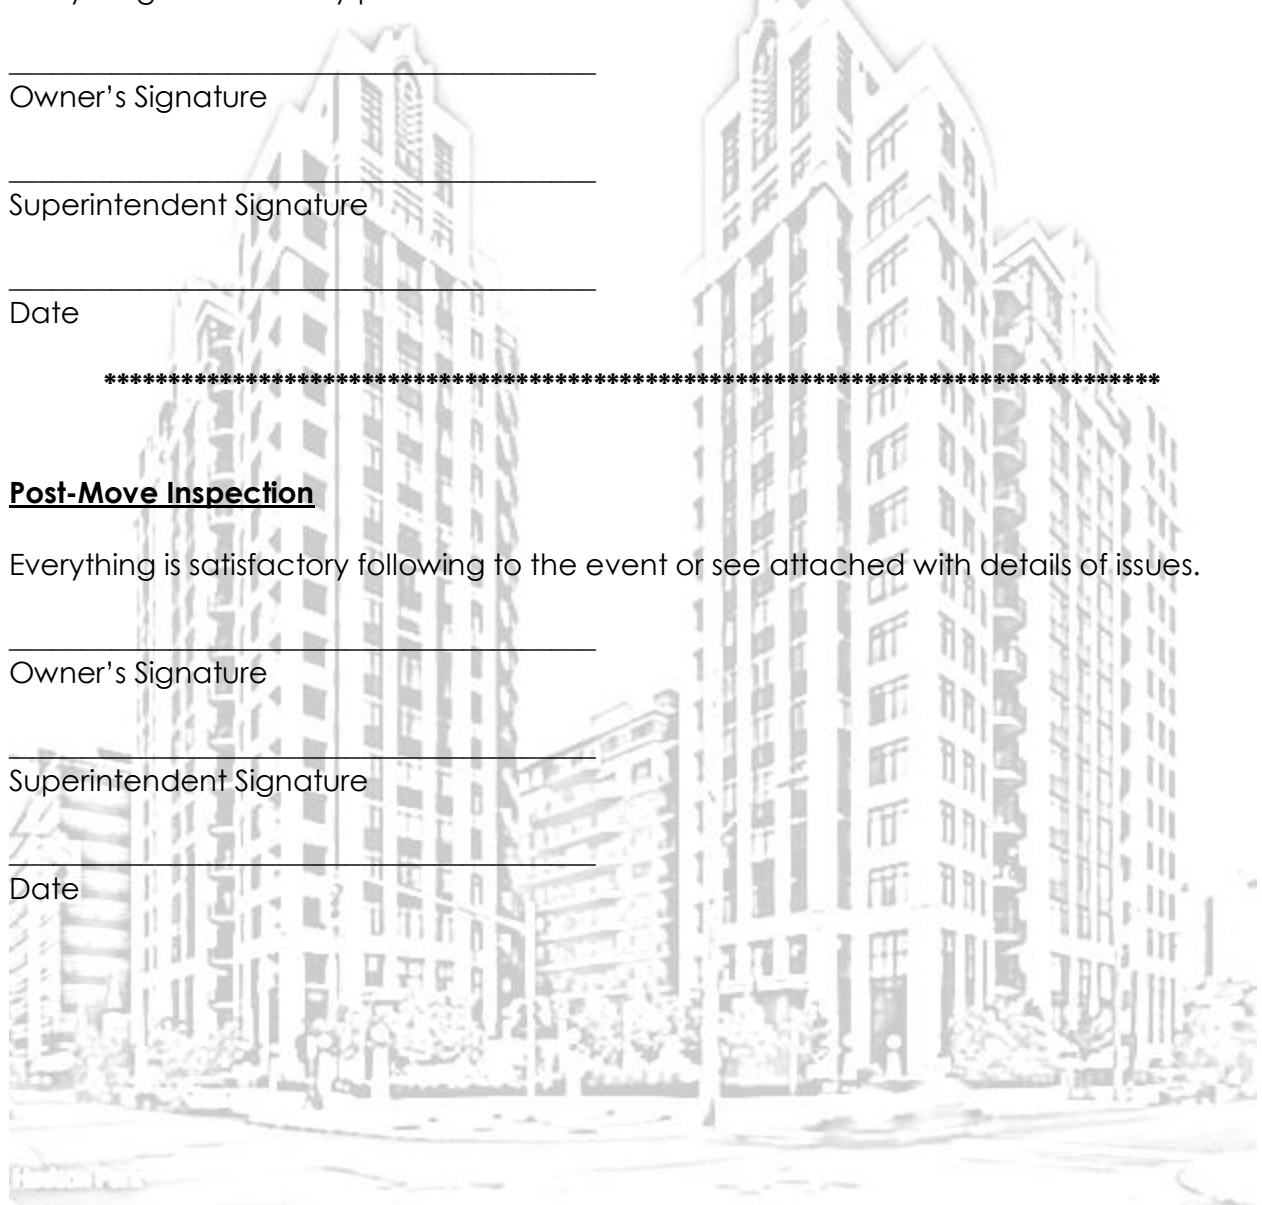 Owner’s Signature
Superintendent Signature
Date
**********************************************************************************
Post-Move Inspection
Everything is satisfactory following to the event or see attached with details of issues.
Owner’s Signature
Superintendent Signature
Date